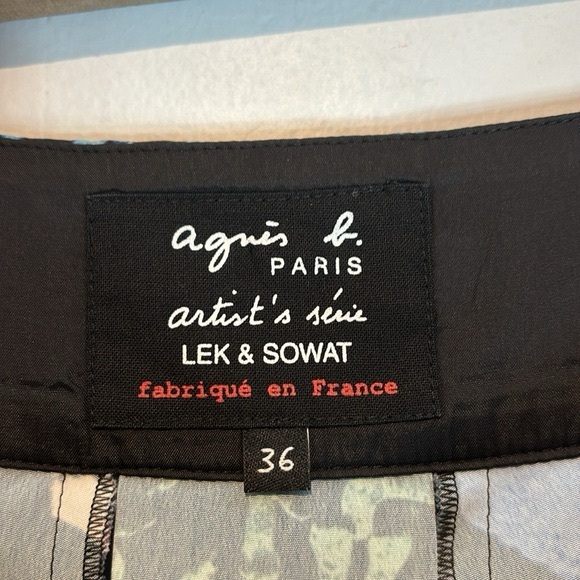 agnès b.
PARIS
artist's série
LEK & SOWAT
fabriqué en France
36